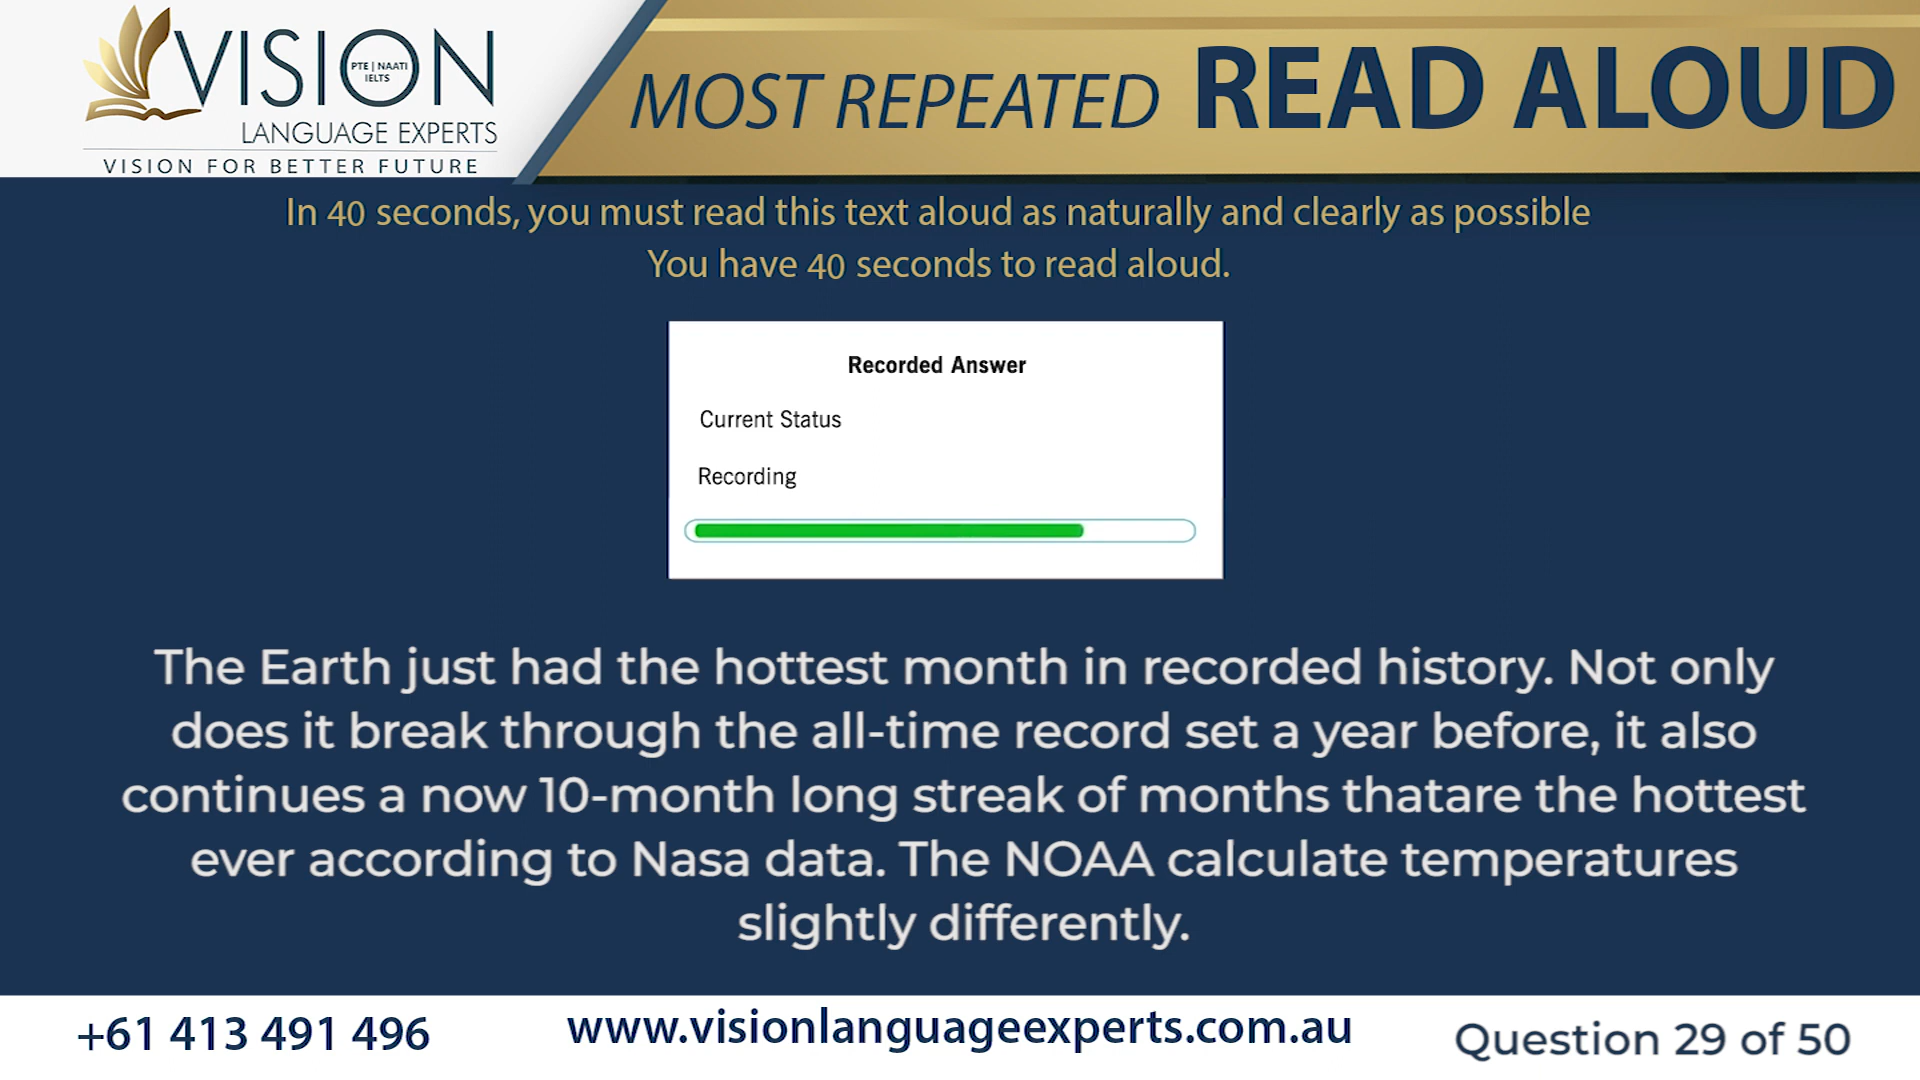 VISION
PTE | NAATI
IELTS
LANGUAGE EXPERTS
VISION FOR BETTER FUTURE
MOST REPEATED READ ALOUD
In 40 seconds, you must read this text aloud as naturally and clearly as possible
You have 40 seconds to read aloud.
Recorded Answer
Current Status
Recording
The Earth just had the hottest month in recorded history. Not only
does it break through the all-time record set a year before, it also
continues a now 10-month long streak of months thatare the hottest
ever according to Nasa data. The NOAA calculate temperatures
slightly differently.
+61 413 491 496
www.visionlanguageexperts.com.au
Question 29 of 50